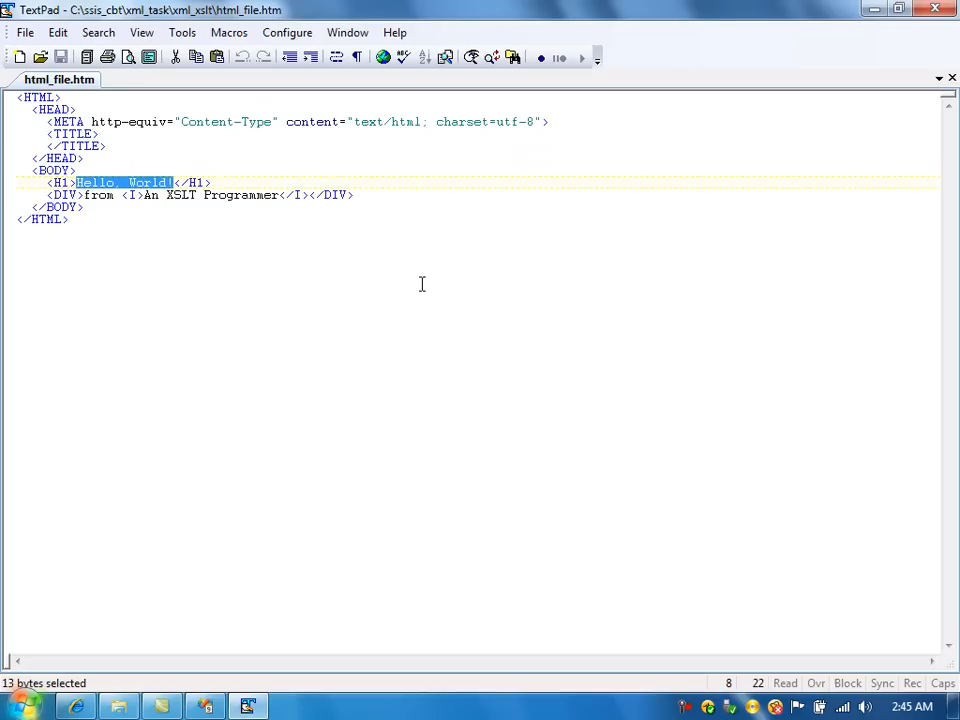 TextPad - C:\ssis_cbt\xml_task\xml_xslt\html_file.htm
File Edit Search View Tools Macros Configure Window Help
html_file.htm
<HTML>
<HEAD>
<META http-equiv="Content-Type" content="text/html; charset=utf-8">
<TITLE>
</TITLE>
</HEAD>
<BODY>
<H1>Hello, World!</H1>
<DIV>from <I>An XSLT Programmer</I></DIV>
</BODY>
</HTML>
13 bytes selected 8 22 Read Ovr Block Sync Rec Caps
2:45 AM